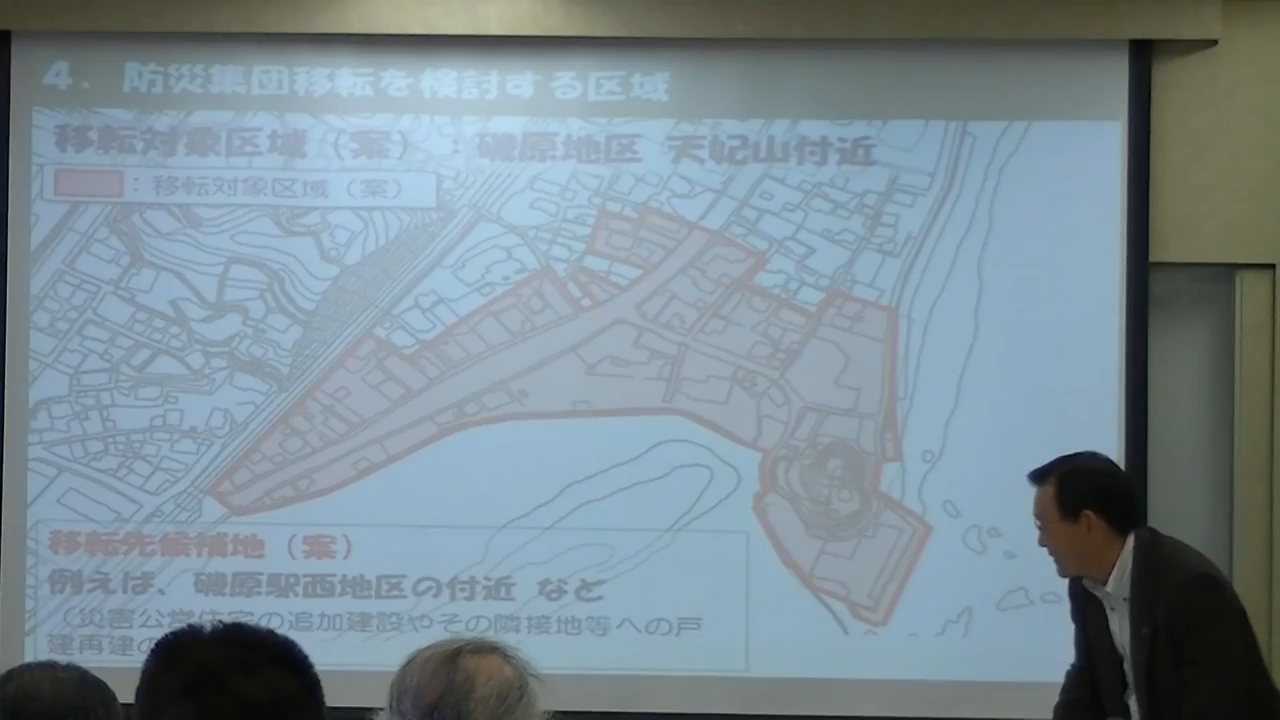 4. 防災集団移転を検討する区域
移転対象区域（案）：磯原地区 天妃山付近
：移転対象区域（案）
移転先候補地（案）
例えば、磯原駅西地区の付近 など
（災害公営住宅の追加建設やその隣接地等への戸
建再建の